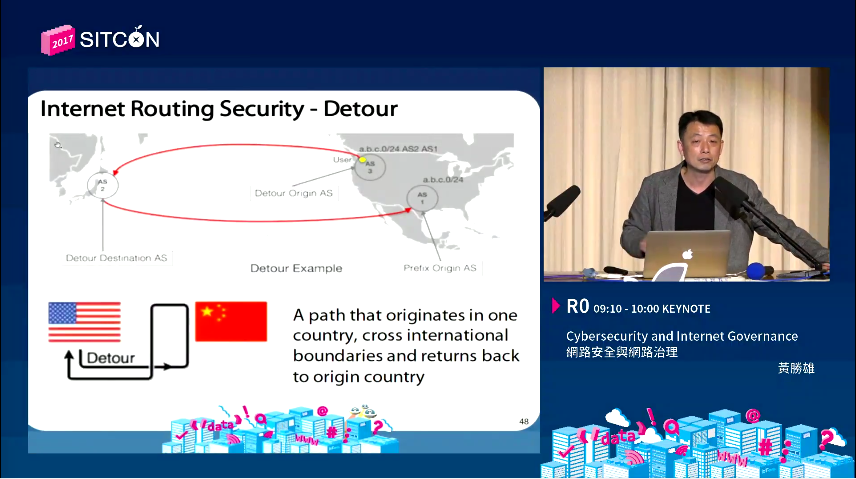 2017 SITCON
Internet Routing Security - Detour
a.b.c.0/24 AS2 AS1
User
AS
3
AS
2
a.b.c.0/24
AS
1
Detour Origin AS
Detour Destination AS
Detour Example
Prefix Origin AS
Detour
A path that originates in one
country, cross international
boundaries and returns back
to origin country
48
R0 09:10 - 10:00 KEYNOTE
Cybersecurity and Internet Governance
網路安全與網路治理
黃勝雄